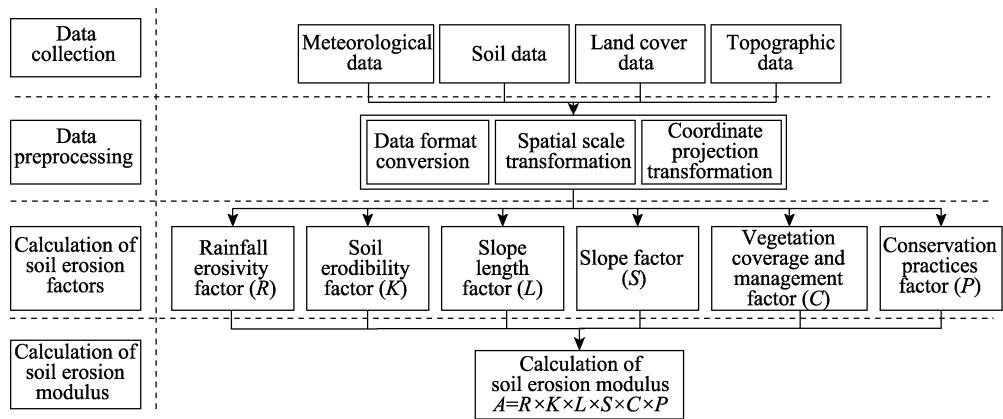 Data
collection
Meteorological
data
Soil data
Land cover
data
Topographic
data
Data
preprocessing
Data format
conversion
Spatial scale
transformation
Coordinate
projection
transformation
Calculation of
soil erosion
factors
Rainfall
erosivity
factor (R)
Soil
erodibility
factor (K)
Slope
length
factor (L)
Slope factor
(S)
Vegetation
coverage and
management
factor (C)
Conservation
practices
factor (P)
Calculation of
soil erosion
modulus
Calculation of
soil erosion modulus
A=R×K×L×S×C×P